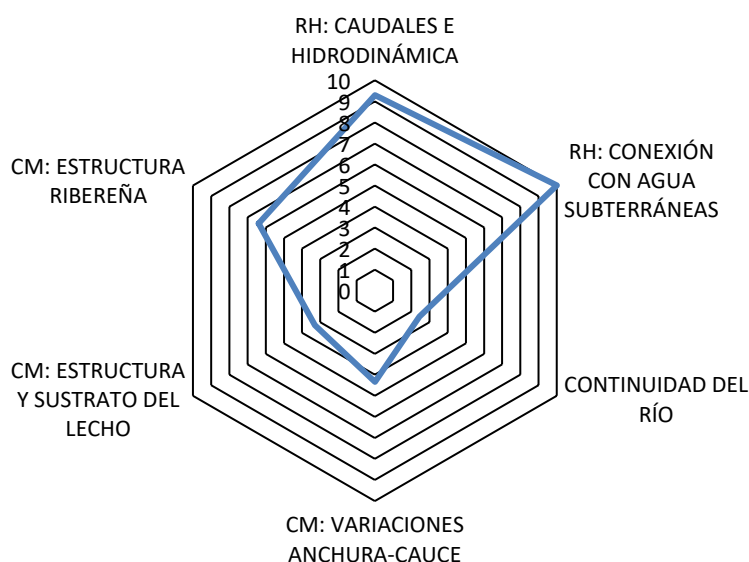 RH: CAUDALES E
HIDRODINÁMICA
10
9
8
7
6
5
4
3
2
1
0
RH: CONEXIÓN
CON AGUA
SUBTERRÁNEAS
CONTINUIDAD DEL
RÍO
CM: VARIACIONES
ANCHURA-CAUCE
CM: ESTRUCTURA
Y SUSTRATO DEL
LECHO
CM: ESTRUCTURA
RIBEREÑA